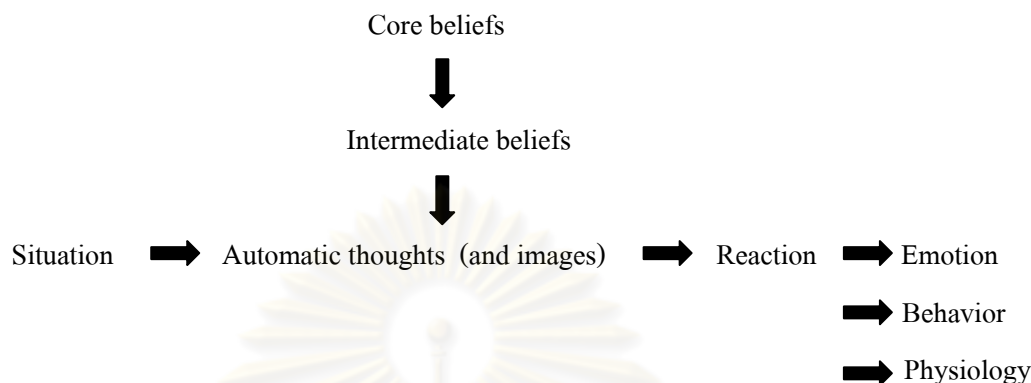 Core beliefs
Intermediate beliefs
Situation Automatic thoughts (and images) Reaction Emotion
Behavior
Physiology